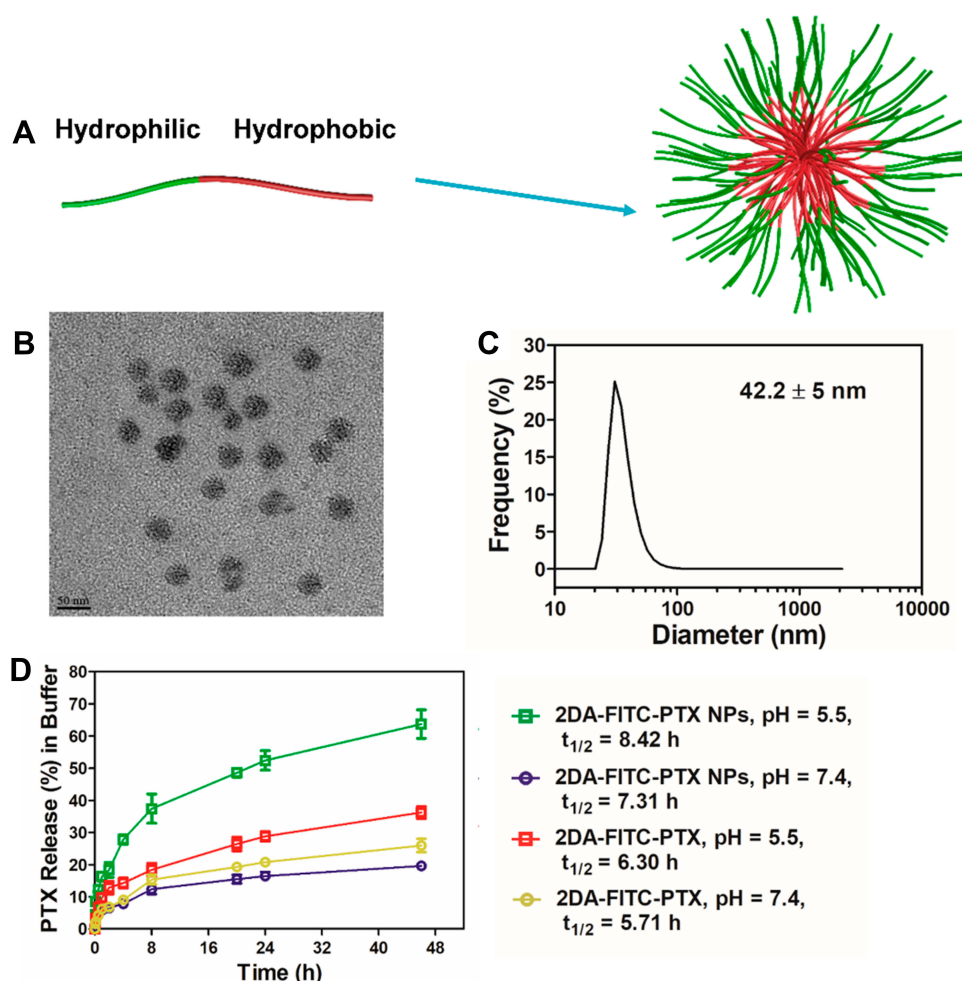 A
Hydrophilic Hydrophobic
B
50 nm
C
Frequency (%)
30
25
20
15
10
5
0
42.2 ± 5 nm
10 100 1000 10000
Diameter (nm)
D
PTX Release (%) in Buffer
80
70
60
50
40
30
20
10
0
0 8 16 24 32 40 48
Time (h)
2DA-FITC-PTX NPs, pH = 5.5,
t1/2 = 8.42 h
2DA-FITC-PTX NPs, pH = 7.4,
t1/2 = 7.31 h
2DA-FITC-PTX, pH = 5.5,
t1/2 = 6.30 h
2DA-FITC-PTX, pH = 7.4,
t1/2 = 5.71 h